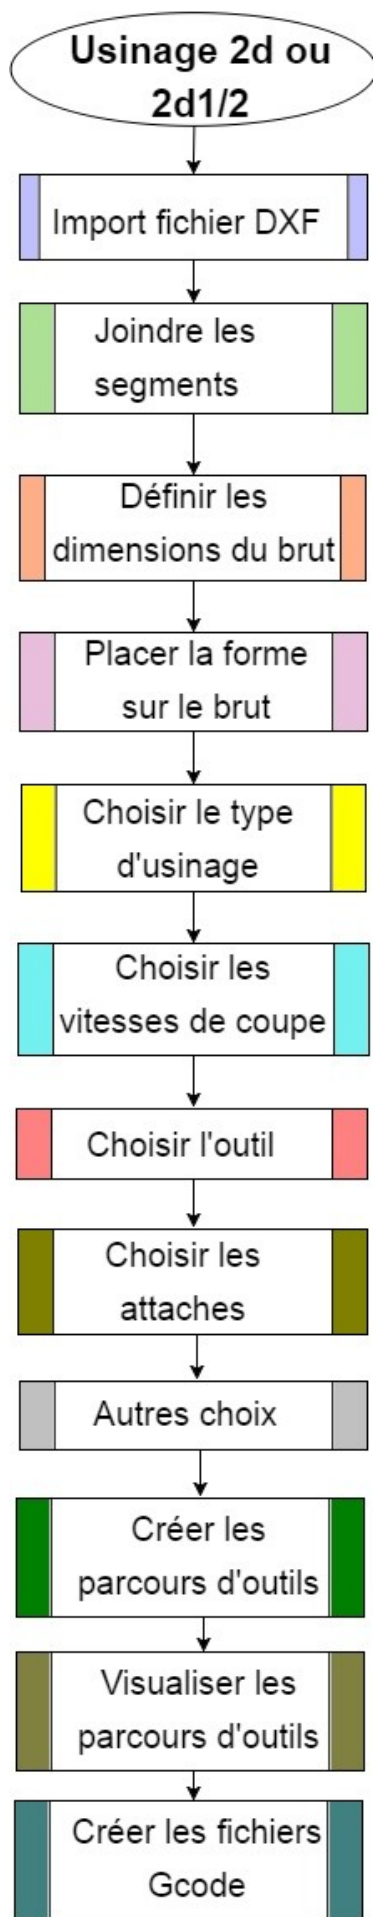 Usinage 2d ou
2d1/2
Import fichier DXF
Joindre les
segments
Définir les
dimensions du brut
Placer la forme
sur le brut
Choisir le type
d'usinage
Choisir les
vitesses de coupe
Choisir l'outil
Choisir les
attaches
Autres choix
Créer les
parcours d'outils
Visualiser les
parcours d'outils
Créer les fichiers
Gcode